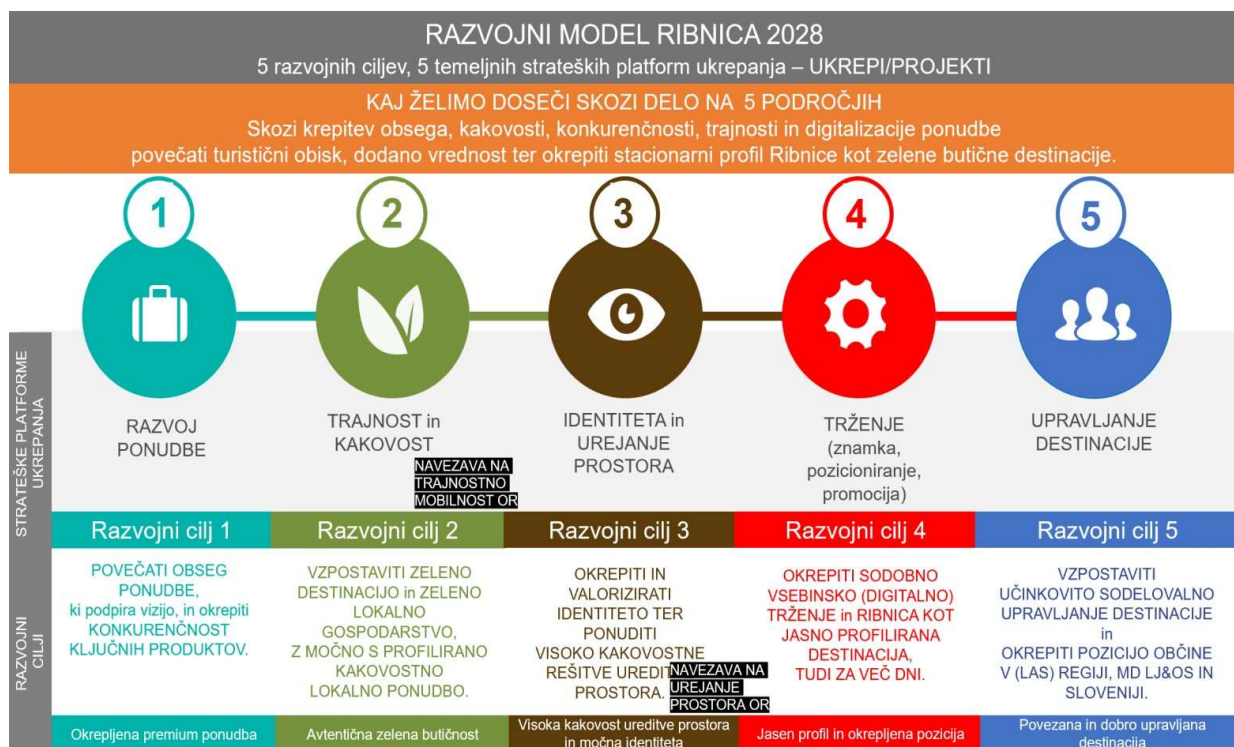 RAZVOJNI MODEL RIBNICA 2028
5 razvojnih ciljev, 5 temeljnih strateških platform ukrepanja – UKREPI/PROJEKTI
KAJ ŽELIMO DOSEČI SKOZI DELO NA 5 PODROČJIH
Skozi krepitev obsega, kakovosti, konkurenčnosti, trajnosti in digitalizacije ponudbe
povečati turistični obisk, dodano vrednost ter okrepiti stacionarni profil Ribnice kot zelene butične destinacije.
1
2
3
4
5
STRATEŠKE PLATFORME
UKREPANJA
RAZVOJ
PONUDBE
TRAJNOST in
KAKOVOST
NAVEZAVA NA
TRAJNOSTNO
MOBILNOST OR
IDENTITETA in
UREJANJE
PROSTORA
TRŽENJE
(znamka,
pozicioniranje,
promocija)
UPRAVLJANJE
DESTINACIJE
RAZVOJNI
CILJI
Razvojni cilj 1
POVEČATI OBSEG
PONUDBE,
ki podpira vizijo, in okrepiti
KONKURENČNOST
KLJUČNIH PRODUKTOV.
Okrepljena premium ponudba
Razvojni cilj 2
VZPOSTAVITI ZELENO
DESTINACIJO in ZELENO
LOKALNO
GOSPODARSTVO,
Z MOČNO S PROFILIRANO
KAKOVOSTNO
LOKALNO PONUDBO.
Avtentična zelena butičnost
Razvojni cilj 3
OKREPITI IN
VALORIZIRATI
IDENTITETO TER
PONUDITI
VISOKO KAKOVOSTNE
REŠITVE UREDIT
PROSTORA.
NAVEZAVA NA
UREJANJE
PROSTORA OR
Visoka kakovost ureditve prostora
in močna identiteta
Razvojni cilj 4
OKREPITI SODOBNO
VSEBINSKO (DIGITALNO)
TRŽENJE in RIBNICA KOT
JASNO PROFILIRANA
DESTINACIJA,
TUDI ZA VEČ DNI.
Jasen profil in okrepljena pozicija
Razvojni cilj 5
VZPOSTAVITI
UČINKOVITO SODELOVALNO
UPRAVLJANJE DESTINACIJE
in
OKREPITI POZICIJO OBČINE
V (LAS) REGIJI, MD LJ&OS IN
SLOVENIJI.
Povezana in dobro upravljana
destinacija